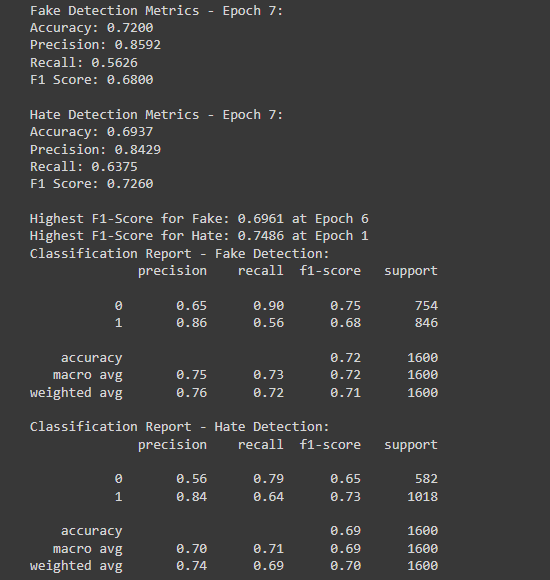 Fake Detection Metrics - Epoch 7:
Accuracy: 0.7200
Precision: 0.8592
Recall: 0.5626
F1 Score: 0.6800
Hate Detection Metrics - Epoch 7:
Accuracy: 0.6937
Precision: 0.8429
Recall: 0.6375
F1 Score: 0.7260
Highest F1-Score for Fake: 0.6961 at Epoch 6
Highest F1-Score for Hate: 0.7486 at Epoch 1
Classification Report - Fake Detection:
precision recall f1-score support
0 0.65 0.90 0.75 754
1 0.86 0.56 0.68 846
accuracy 0.72 1600
macro avg 0.75 0.73 0.72 1600
weighted avg 0.76 0.72 0.71 1600
Classification Report - Hate Detection:
precision recall f1-score support
0 0.56 0.79 0.65 582
1 0.84 0.64 0.73 1018
accuracy 0.69 1600
macro avg 0.70 0.71 0.69 1600
weighted avg 0.74 0.69 0.70 1600